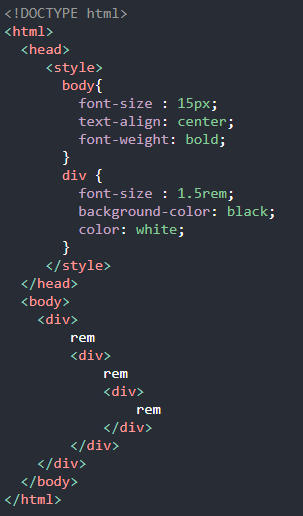 <!DOCTYPE html>
<html>
  <head>
     <style>
       body{
         font-size : 15px;
         text-align: center;
         font-weight: bold;
       }
       div {
         font-size : 1.5rem;
         background-color: black;
         color: white;
       }
     </style>
  </head>
  <body>
    <div>
        rem
        <div>
            rem
            <div>
                rem
            </div>
        </div>
    </div>
  </body>
</html>